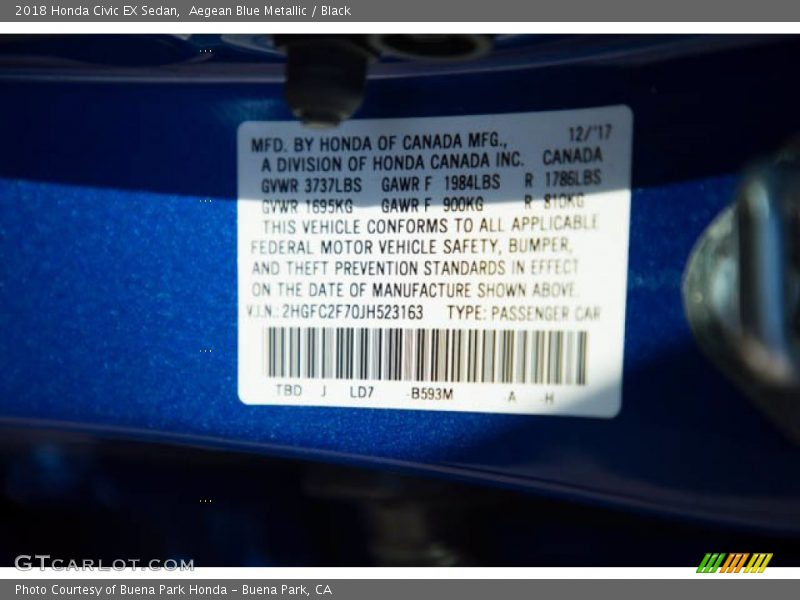 2018 Honda Civic EX Sedan,  Aegean Blue Metallic / Black
12/'17
MFD. BY HONDA OF CANADA MFG.,
A DIVISION OF HONDA CANADA INC. CANADA
GVWR 3737LBS GAWR F 1984LBS R 1786LBS
GVWR 1695KG GAWR F 900KG R 810KG
THIS VEHICLE CONFORMS TO ALL APPLICABLE
FEDERAL MOTOR VEHICLE SAFETY, BUMPER,
AND THEFT PREVENTION STANDARDS IN EFFECT
ON THE DATE OF MANUFACTURE SHOWN ABOVE.
V.I.N.: 2HGFC2F70JH523163 TYPE: PASSENGER CAR
TBD J LD7 -B593M A H
GTCARLOT.COM
Photo Courtesy of Buena Park Honda - Buena Park, CA